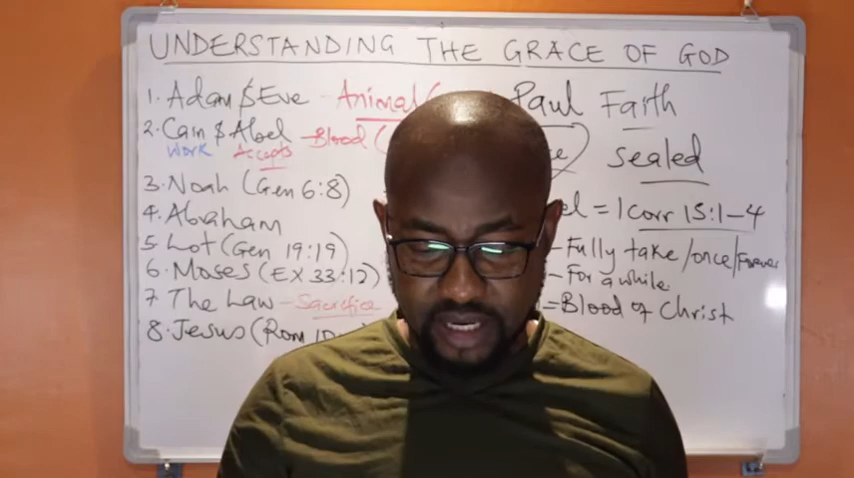 UNDERSTANDING THE GRACE OF GOD
1. Adam $ Eve - Animal (
2. Cain $ Abel - Blood (
Work Accepts
3. Noah (Gen 6:8)
4. Abraham
5 Lot (Gen 19:19)
6. Moses (EX 33:12)
7 The Law - Sacrifice
8. Jesus (Rom 10
Paul Faith
sealed
el = 1 Corr 15:1-4
- Fully take/once/Forever
- For a while
= Blood of Christ